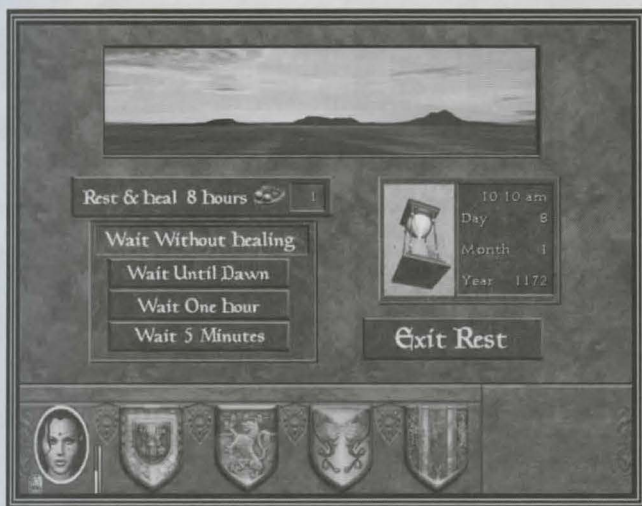 Rest & heal 8 hours 1
Wait Without healing
Wait Until Dawn
Wait One hour
Wait 5 Minutes
10:10 am
Day 8
Month 1
Year 1172
Exit Rest